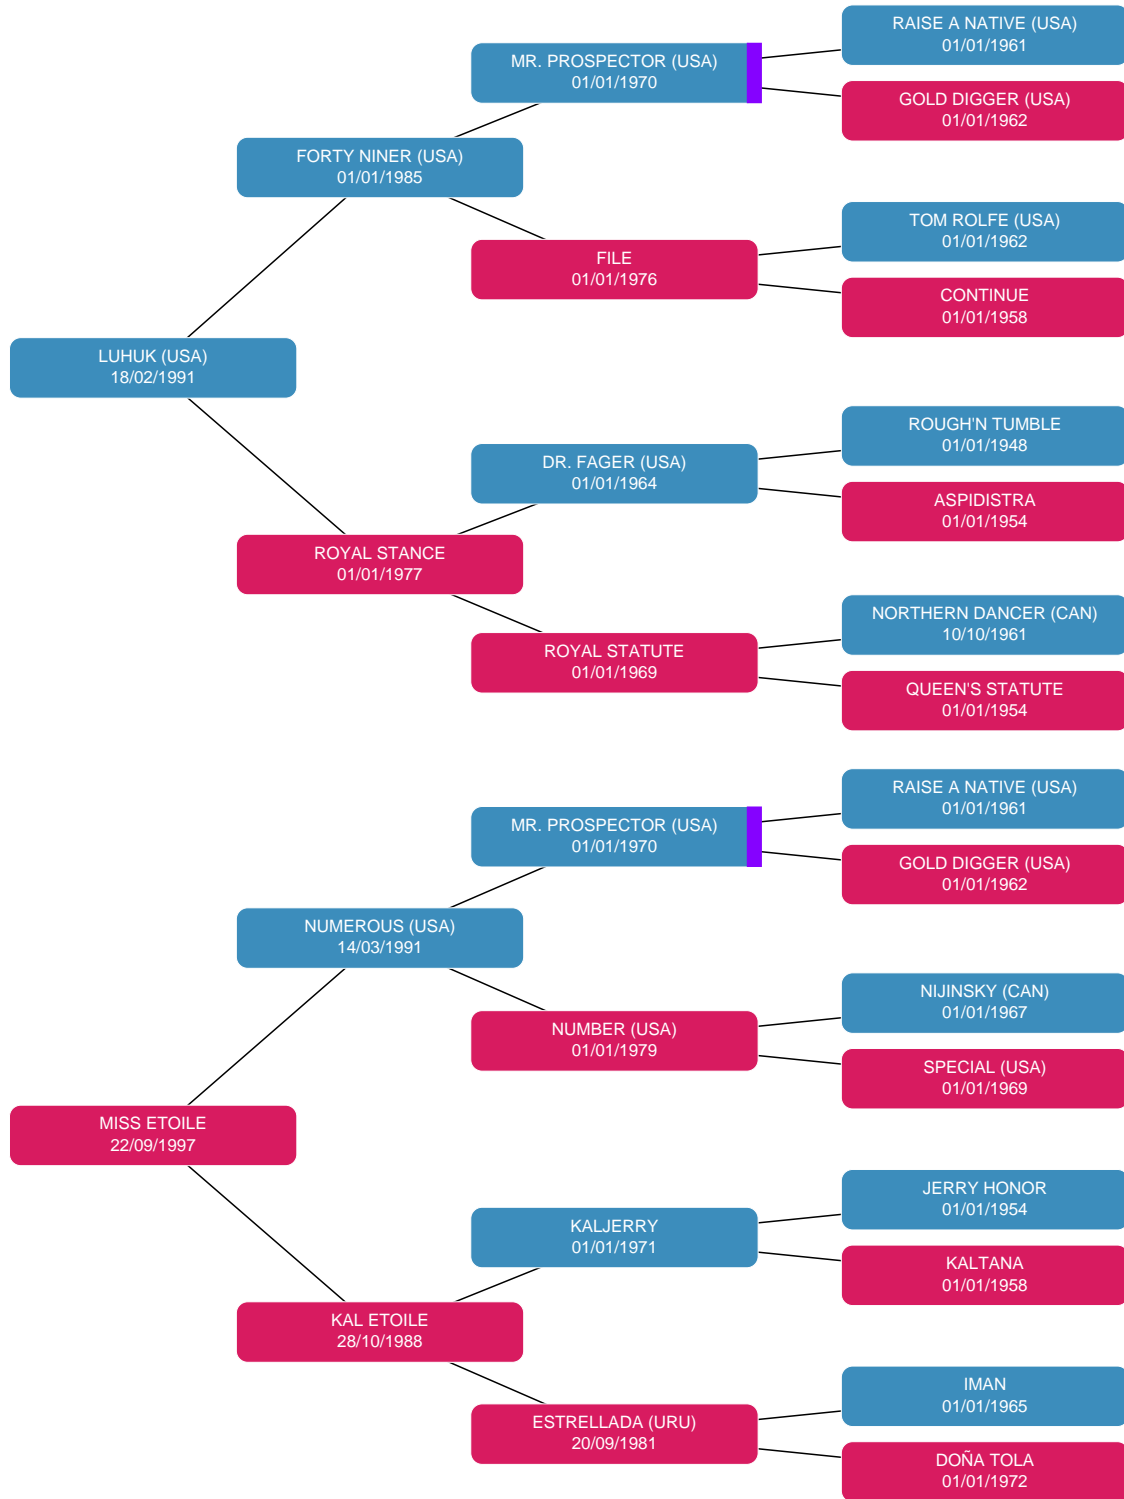 RAISE A NATIVE (USA)
01/01/1961
MR. PROSPECTOR (USA)
01/01/1970
GOLD DIGGER (USA)
01/01/1962
FORTY NINER (USA)
01/01/1985
TOM ROLFE (USA)
01/01/1962
FILE
01/01/1976
CONTINUE
01/01/1958
LUHUK (USA)
18/02/1991
ROUGH'N TUMBLE
01/01/1948
DR. FAGER (USA)
01/01/1964
ASPIDISTRA
01/01/1954
ROYAL STANCE
01/01/1977
NORTHERN DANCER (CAN)
10/10/1961
ROYAL STATUTE
01/01/1969
QUEEN'S STATUTE
01/01/1954
RAISE A NATIVE (USA)
01/01/1961
MR. PROSPECTOR (USA)
01/01/1970
GOLD DIGGER (USA)
01/01/1962
NUMEROUS (USA)
14/03/1991
NIJINSKY (CAN)
01/01/1967
NUMBER (USA)
01/01/1979
SPECIAL (USA)
01/01/1969
MISS ETOILE
22/09/1997
JERRY HONOR
01/01/1954
KALJERRY
01/01/1971
KALTANA
01/01/1958
KAL ETOILE
28/10/1988
IMAN
01/01/1965
ESTRELLADA (URU)
20/09/1981
DOÑA TOLA
01/01/1972